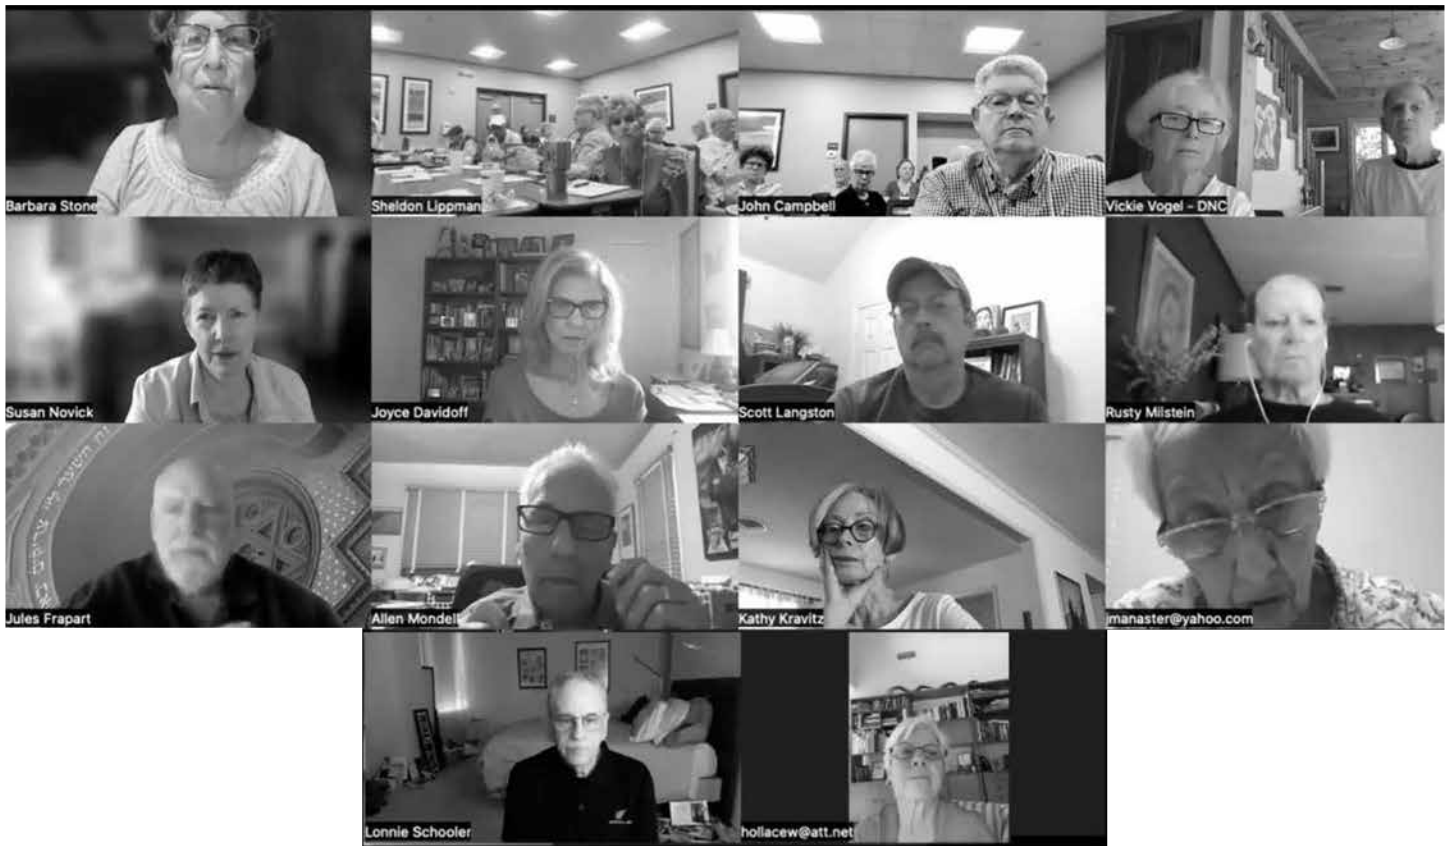 Barbara Stone
Sheldon Lippman
John Campbell
Vickie Vogel - DNC
Susan Novick
Joyce Davidoff
Scott Langston
Rusty Milstein
Jules Frapart
Allen Mondell
Kathy Kravitz
jmanaster@yahoo.com
Lonnie Schooler
hollacew@att.net